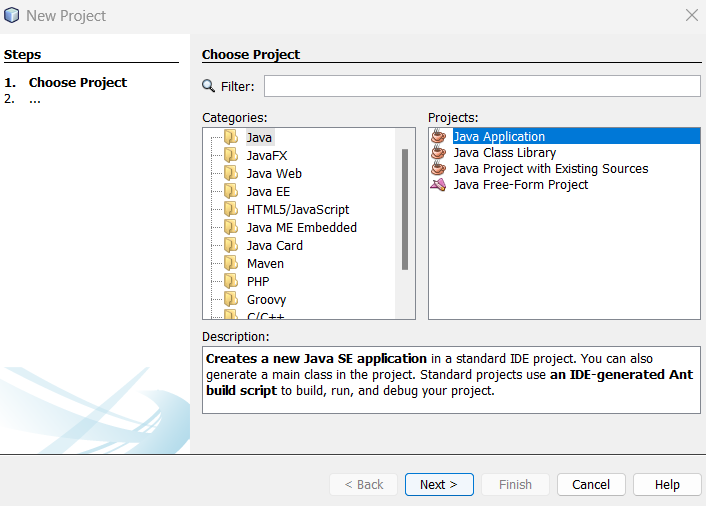 New Project
Steps
1. Choose Project
2. ...
Choose Project
Filter:
Categories:
Java
JavaFX
Java Web
Java EE
HTML5/JavaScript
Java ME Embedded
Java Card
Maven
PHP
Groovy
C/C++
Projects:
Java Application
Java Class Library
Java Project with Existing Sources
Java Free-Form Project
Description:
Creates a new Java SE application in a standard IDE project. You can also
generate a main class in the project. Standard projects use an IDE-generated Ant
build script to build, run, and debug your project.
< Back
Next >
Finish
Cancel
Help